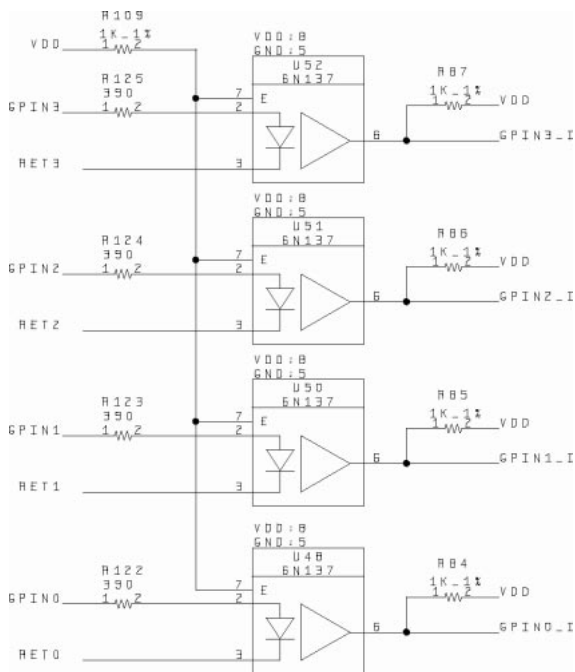 R109
1K_1%
VDD 1 2
VDD:8
GND:5
U52
6N137
R125
390
GPIN3 1 2
7 E
2
RET3 3
6
R87
1K_1%
1 2 VDD
GPIN3_I
VDD:8
GND:5
U51
6N137
R124
390
GPIN2 1 2
7 E
2
RET2 3
6
R86
1K_1%
1 2 VDD
GPIN2_I
VDD:8
GND:5
U50
6N137
R123
390
GPIN1 1 2
7 E
2
RET1 3
6
R85
1K_1%
1 2 VDD
GPIN1_I
VDD:8
GND:5
U48
6N137
R122
390
GPIN0 1 2
7 E
2
RET0 3
6
R84
1K_1%
1 2 VDD
GPIN0_I